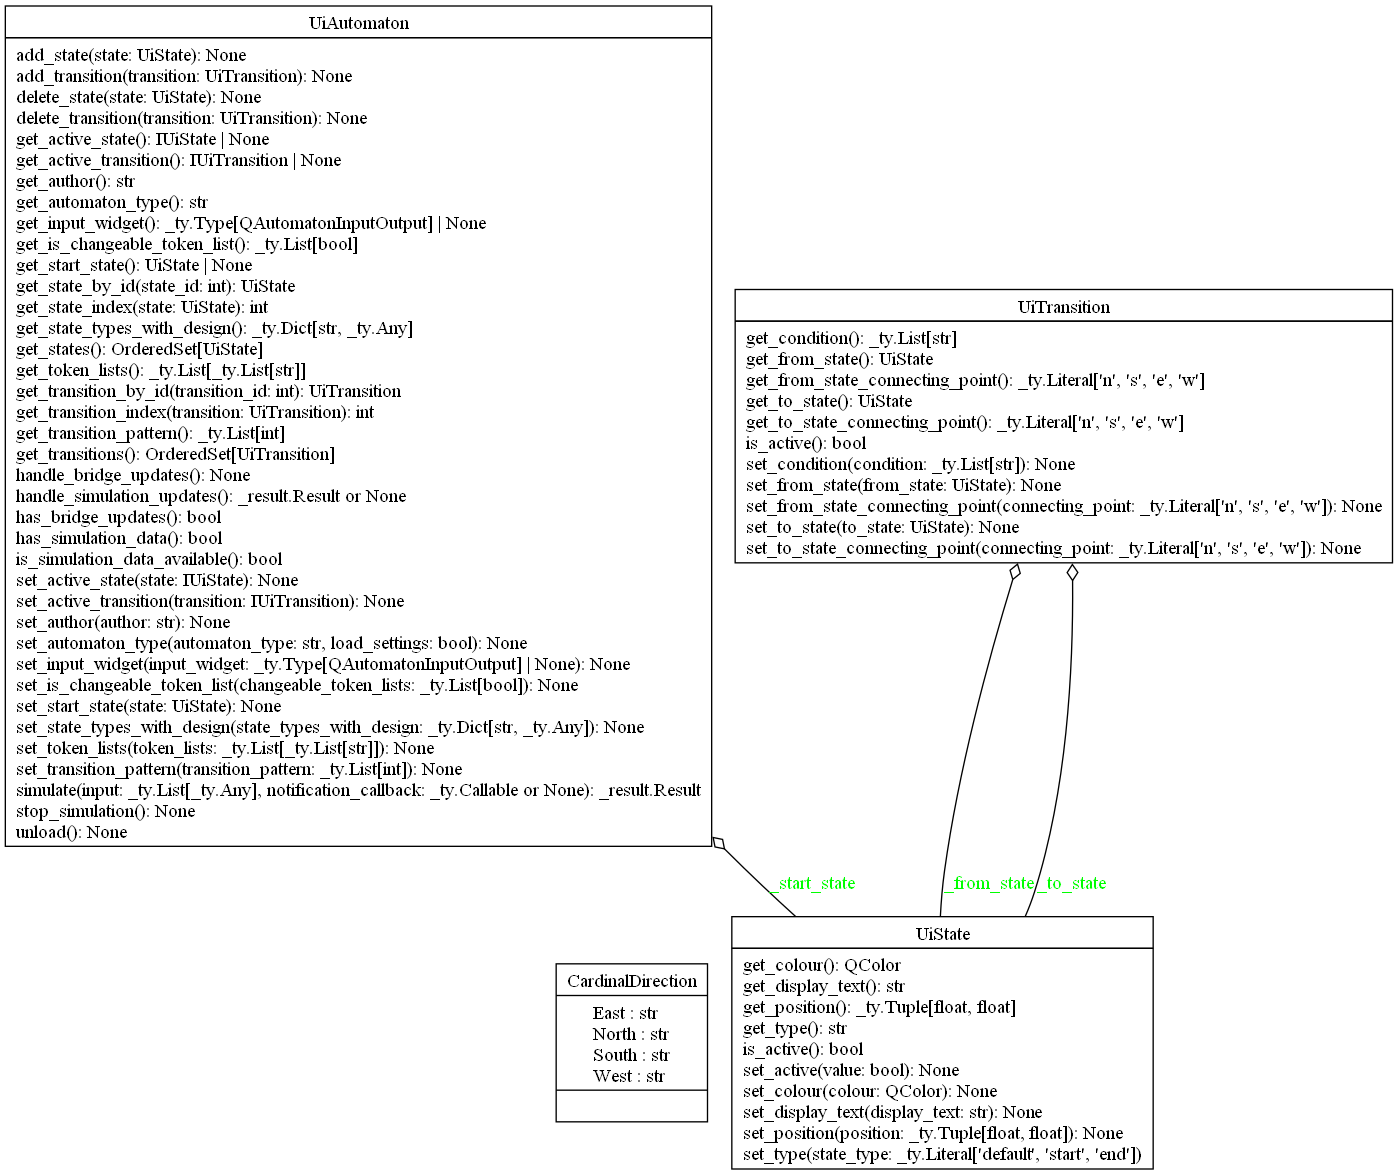 UiAutomaton
add_state(state: UiState): None
add_transition(transition: UiTransition): None
delete_state(state: UiState): None
delete_transition(transition: UiTransition): None
get_active_state(): IUiState | None
get_active_transition(): IUiTransition | None
get_author(): str
get_automaton_type(): str
get_input_widget(): _ty.Type[QAutomatonInputOutput] | None
get_is_changeable_token_list(): _ty.List[bool]
get_start_state(): UiState | None
get_state_by_id(state_id: int): UiState
get_state_index(state: UiState): int
get_state_types_with_design(): _ty.Dict[str, _ty.Any]
get_states(): OrderedSet[UiState]
get_token_lists(): _ty.List[_ty.List[str]]
get_transition_by_id(transition_id: int): UiTransition
get_transition_index(transition: UiTransition): int
get_transition_pattern(): _ty.List[int]
get_transitions(): OrderedSet[UiTransition]
handle_bridge_updates(): None
handle_simulation_updates(): _result.Result or None
has_bridge_updates(): bool
has_simulation_data(): bool
is_simulation_data_available(): bool
set_active_state(state: IUiState): None
set_active_transition(transition: IUiTransition): None
set_author(author: str): None
set_automaton_type(automaton_type: str, load_settings: bool): None
set_input_widget(input_widget: _ty.Type[QAutomatonInputOutput] | None): None
set_is_changeable_token_list(changeable_token_lists: _ty.List[bool]): None
set_start_state(state: UiState): None
set_state_types_with_design(state_types_with_design: _ty.Dict[str, _ty.Any]): None
set_token_lists(token_lists: _ty.List[_ty.List[str]]): None
set_transition_pattern(transition_pattern: _ty.List[int]): None
simulate(input: _ty.List[_ty.Any], notification_callback: _ty.Callable or None): _result.Result
stop_simulation(): None
unload(): None
UiTransition
get_condition(): _ty.List[str]
get_from_state(): UiState
get_from_state_connecting_point(): _ty.Literal['n', 's', 'e', 'w']
get_to_state(): UiState
get_to_state_connecting_point(): _ty.Literal['n', 's', 'e', 'w']
is_active(): bool
set_condition(condition: _ty.List[str]): None
set_from_state(from_state: UiState): None
set_from_state_connecting_point(connecting_point: _ty.Literal['n', 's', 'e', 'w']): None
set_to_state(to_state: UiState): None
set_to_state_connecting_point(connecting_point: _ty.Literal['n', 's', 'e', 'w']): None
_start_state
_from_state
_to_state
CardinalDirection
East : str
North : str
South : str
West : str
UiState
get_colour(): QColor
get_display_text(): str
get_position(): _ty.Tuple[float, float]
get_type(): str
is_active(): bool
set_active(value: bool): None
set_colour(colour: QColor): None
set_display_text(display_text: str): None
set_position(position: _ty.Tuple[float, float]): None
set_type(state_type: _ty.Literal['default', 'start', 'end'])